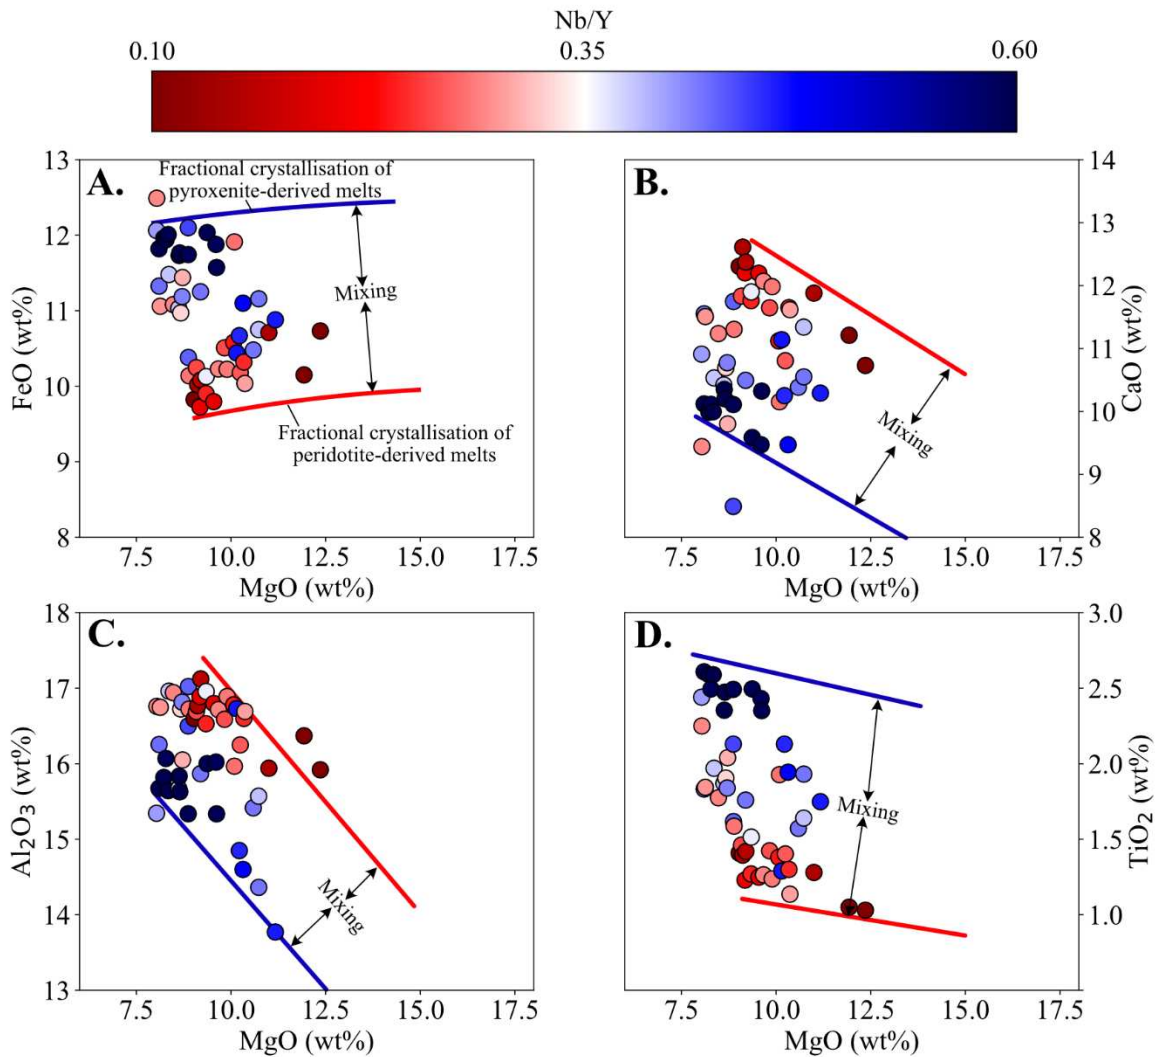 Nb/Y
0.10 0.35 0.60
A.
Fractional crystallisation of
pyroxenite-derived melts
Mixing
Fractional crystallisation of
peridotite-derived melts
13
12
11
10
9
8
FeO (wt%)
7.5 10.0 12.5 15.0 17.5
MgO (wt%)
B.
Mixing
14
13
12
11
10
9
8
CaO (wt%)
7.5 10.0 12.5 15.0 17.5
MgO (wt%)
C.
Mixing
18
17
16
15
14
13
Al₂O₃ (wt%)
7.5 10.0 12.5 15.0 17.5
MgO (wt%)
D.
Mixing
3.0
2.5
2.0
1.5
1.0
TiO₂ (wt%)
7.5 10.0 12.5 15.0 17.5
MgO (wt%)